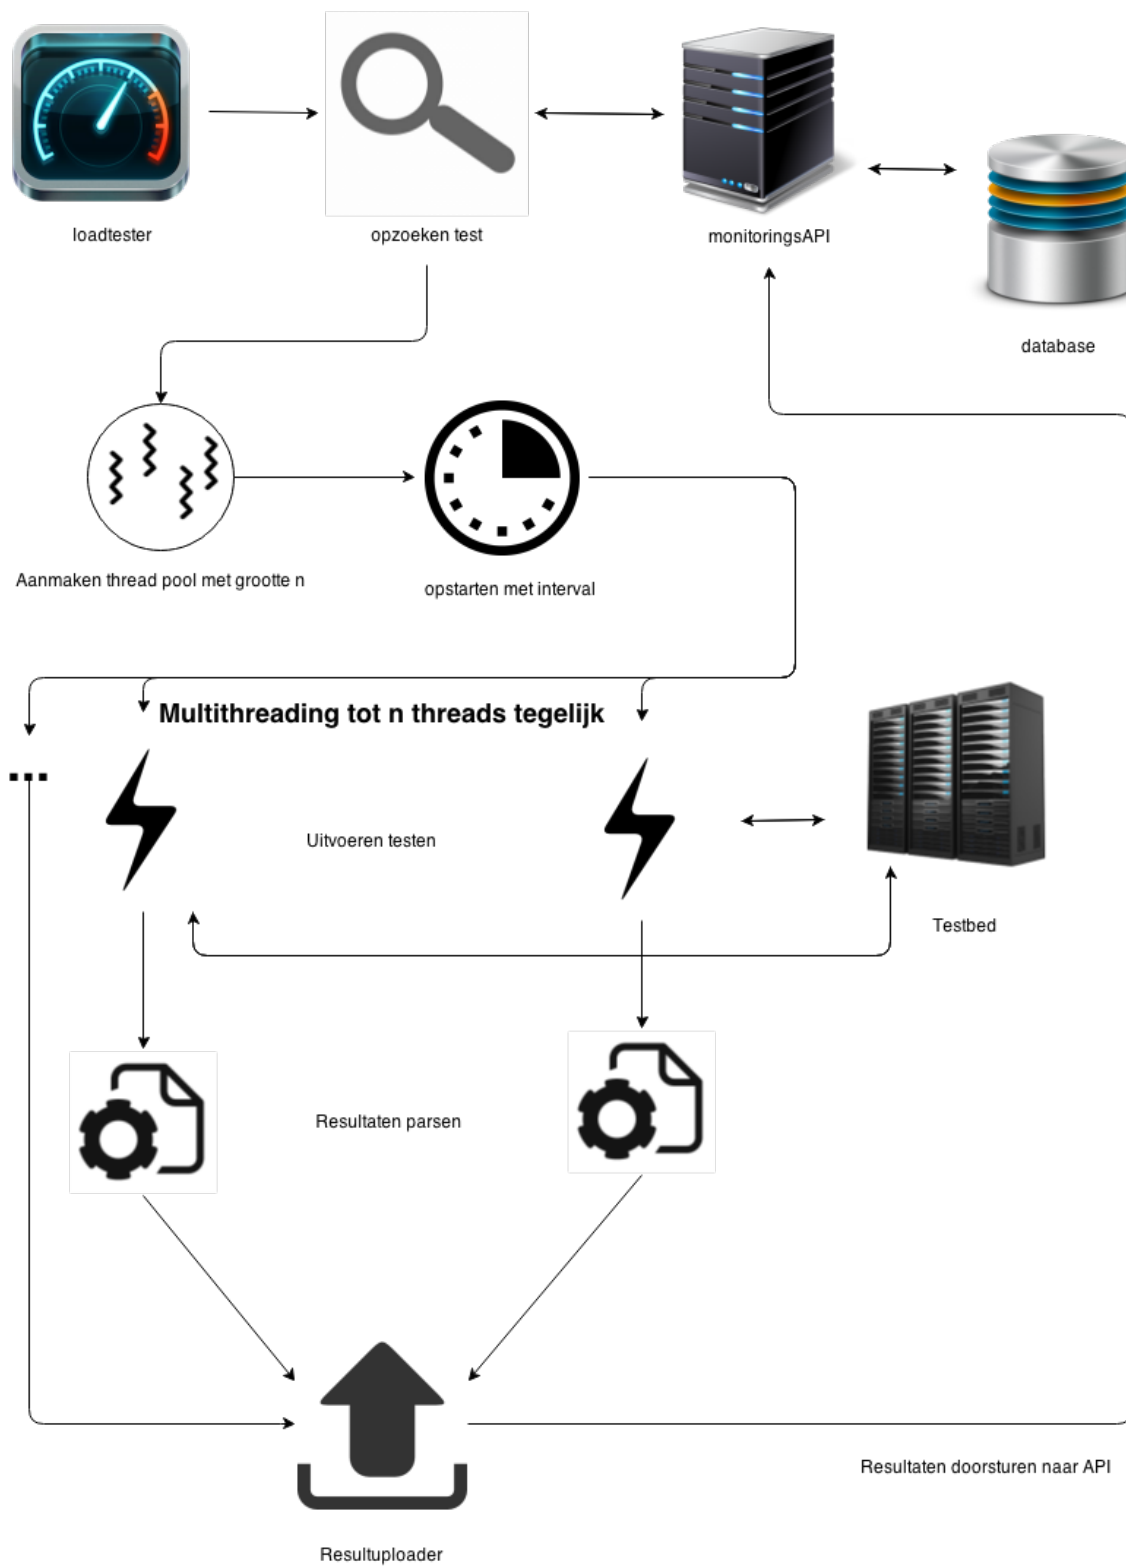 loadtester
opzoeken test
monitoringsAPI
database
Aanmaken thread pool met grootte n
opstarten met interval
Multithreading tot n threads tegelijk
...
Uitvoeren testen
Testbed
Resultaten parsen
Resultaten doorsturen naar API
Resultuploader